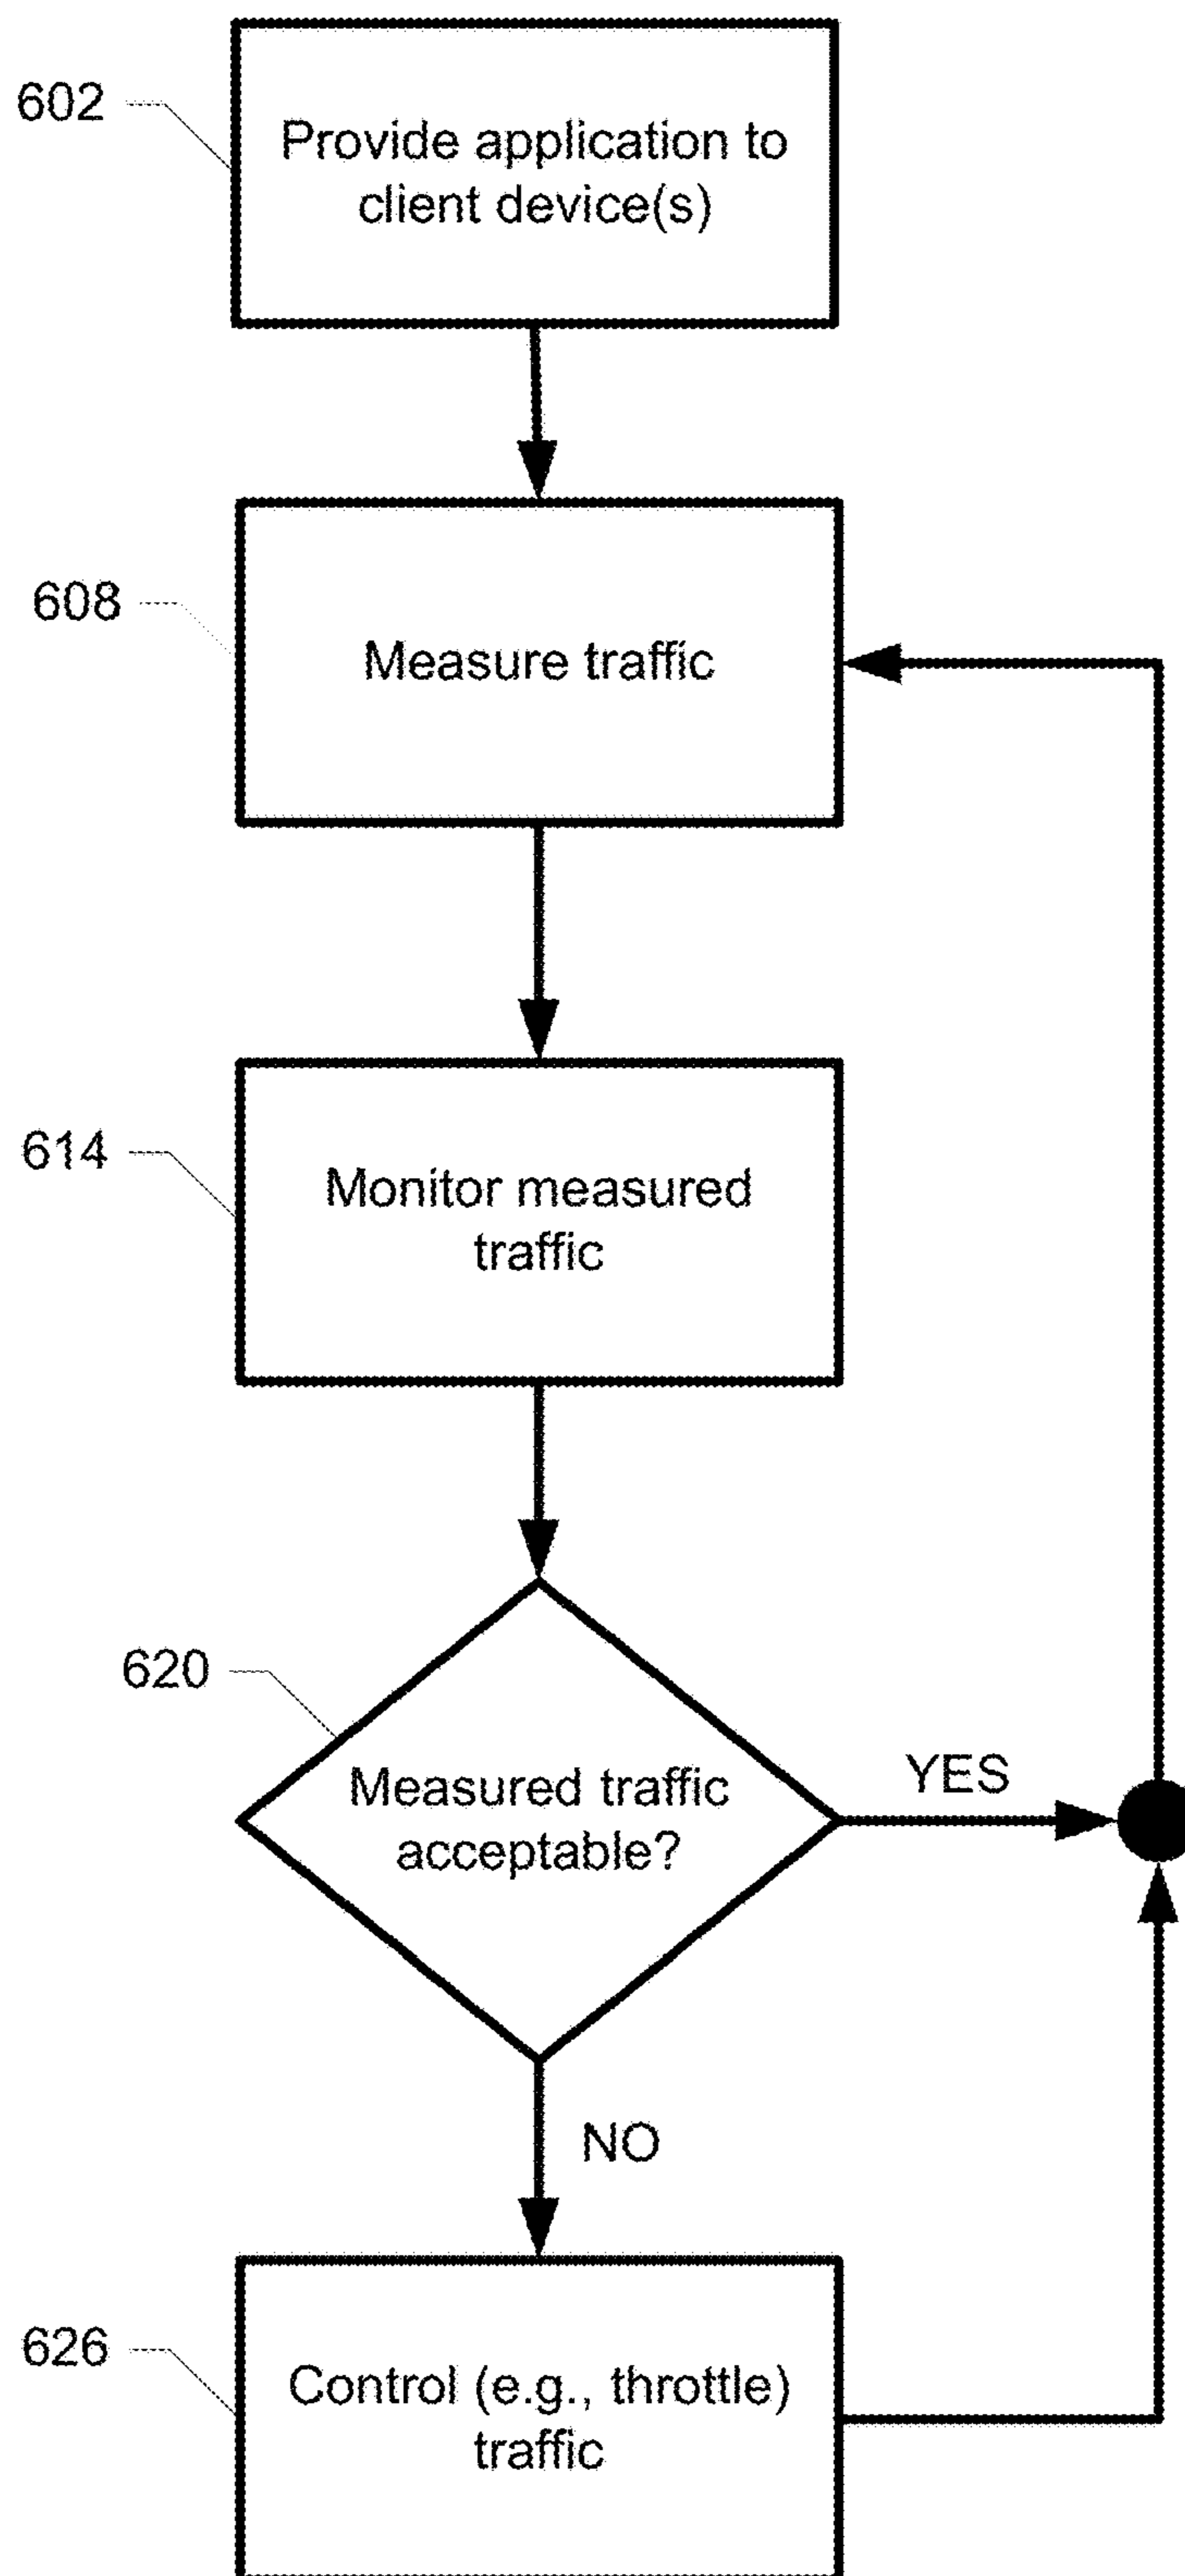 602
Provide application to
client device(s)
608
Measure traffic
614
Monitor measured
traffic
620
Measured traffic
acceptable?
YES
NO
626
Control (e.g., throttle)
traffic